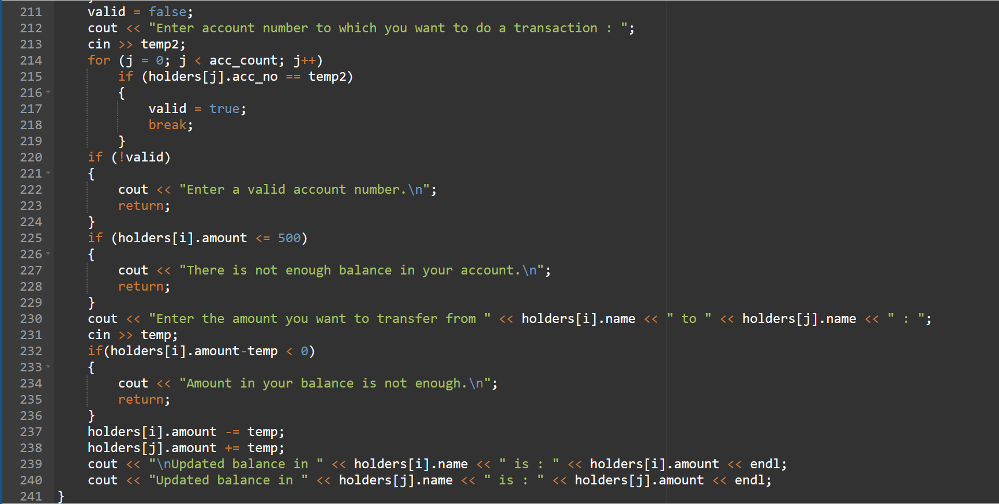 211     valid = false;
212     cout << "Enter account number to which you want to do a transaction : ";
213     cin >> temp2;
214     for (j = 0; j < acc_count; j++)
215         if (holders[j].acc_no == temp2)
216         {
217             valid = true;
218             break;
219         }
220     if (!valid)
221     {
222         cout << "Enter a valid account number.\n";
223         return;
224     }
225     if (holders[i].amount <= 500)
226     {
227         cout << "There is not enough balance in your account.\n";
228         return;
229     }
230     cout << "Enter the amount you want to transfer from " << holders[i].name << " to " << holders[j].name << " : ";
231     cin >> temp;
232     if(holders[i].amount-temp < 0)
233     {
234         cout << "Amount in your balance is not enough.\n";
235         return;
236     }
237     holders[i].amount -= temp;
238     holders[j].amount += temp;
239     cout << "\nUpdated balance in " << holders[i].name << " is : " << holders[i].amount << endl;
240     cout << "Updated balance in " << holders[j].name << " is : " << holders[j].amount << endl;
241 }